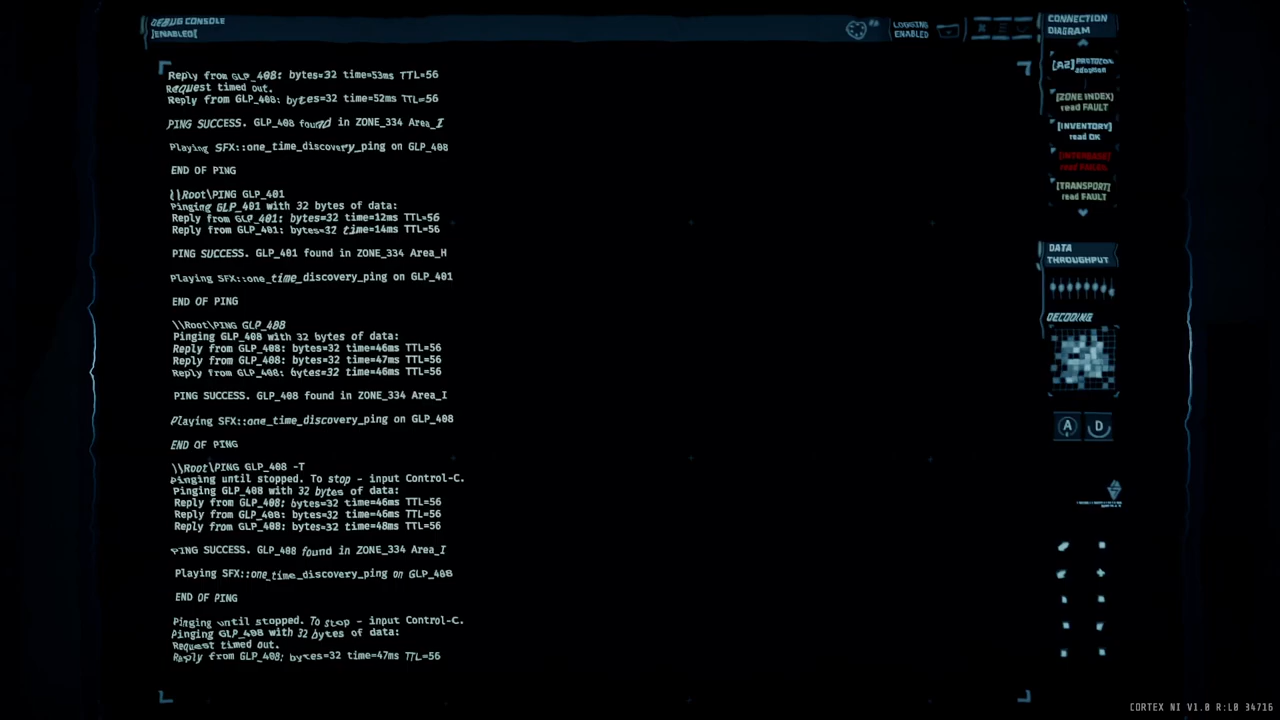 DEBUG CONSOLE
[ENABLED]
LOGGING
ENABLED
Reply from GLP_408: bytes=32 time=53ms TTL=56
Request timed out.
Reply from GLP_408: bytes=32 time=52ms TTL=56
PING SUCCESS. GLP_408 found in ZONE_334 Area_I
Playing SFX::one_time_discovery_ping on GLP_408
END OF PING
\\Root\PING GLP_401
Pinging GLP_401 with 32 bytes of data:
Reply from GLP_401: bytes=32 time=12ms TTL=56
Reply from GLP_401: bytes=32 time=14ms TTL=56
PING SUCCESS. GLP_401 found in ZONE_334 Area_H
Playing SFX::one_time_discovery_ping on GLP_401
END OF PING
\\Root\PING GLP_408
Pinging GLP_408 with 32 bytes of data:
Reply from GLP_408: bytes=32 time=46ms TTL=56
Reply from GLP_408: bytes=32 time=47ms TTL=56
Reply from GLP_408: bytes=32 time=46ms TTL=56
PING SUCCESS. GLP_408 found in ZONE_334 Area_I
Playing SFX::one_time_discovery_ping on GLP_408
END OF PING
\\Root\PING GLP_408 -T
Pinging until stopped. To stop - input Control-C.
Pinging GLP_408 with 32 bytes of data:
Reply from GLP_408: bytes=32 time=46ms TTL=56
Reply from GLP_408: bytes=32 time=46ms TTL=56
Reply from GLP_408: bytes=32 time=48ms TTL=56
PING SUCCESS. GLP_408 found in ZONE_334 Area_I
Playing SFX::one_time_discovery_ping on GLP_408
END OF PING
Pinging until stopped. To stop - input Control-C.
Pinging GLP_408 with 32 bytes of data:
Request timed out.
Reply from GLP_408: bytes=32 time=47ms TTL=56
CONNECTION
DIAGRAM
[AZ] PROTOCOL
[ZONE INDEX]
read FAULT
[INVENTORY]
read OK
[INTERBASE]
read
[TRANSPORT]
read FAULT
DATA
THROUGHPUT
DECODING
A D
CORTEX NI V1.0 R:L0 34716